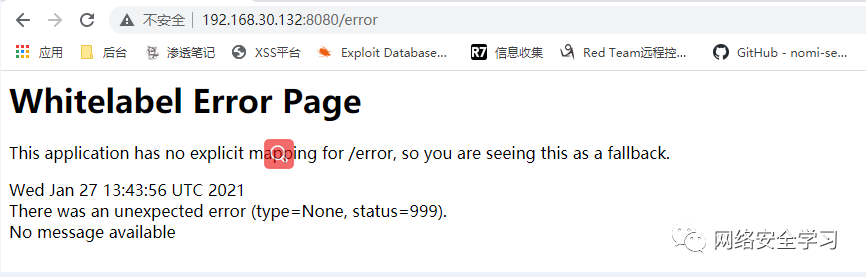 不安全 | 192.168.30.132:8080/error
应用 后台 渗透笔记 XSS平台 Exploit Database... R7 信息收集 Red Team远程控... GitHub - nomi-se...
Whitelabel Error Page
This application has no explicit mapping for /error, so you are seeing this as a fallback.
Wed Jan 27 13:43:56 UTC 2021
There was an unexpected error (type=None, status=999).
No message available
网络安全学习